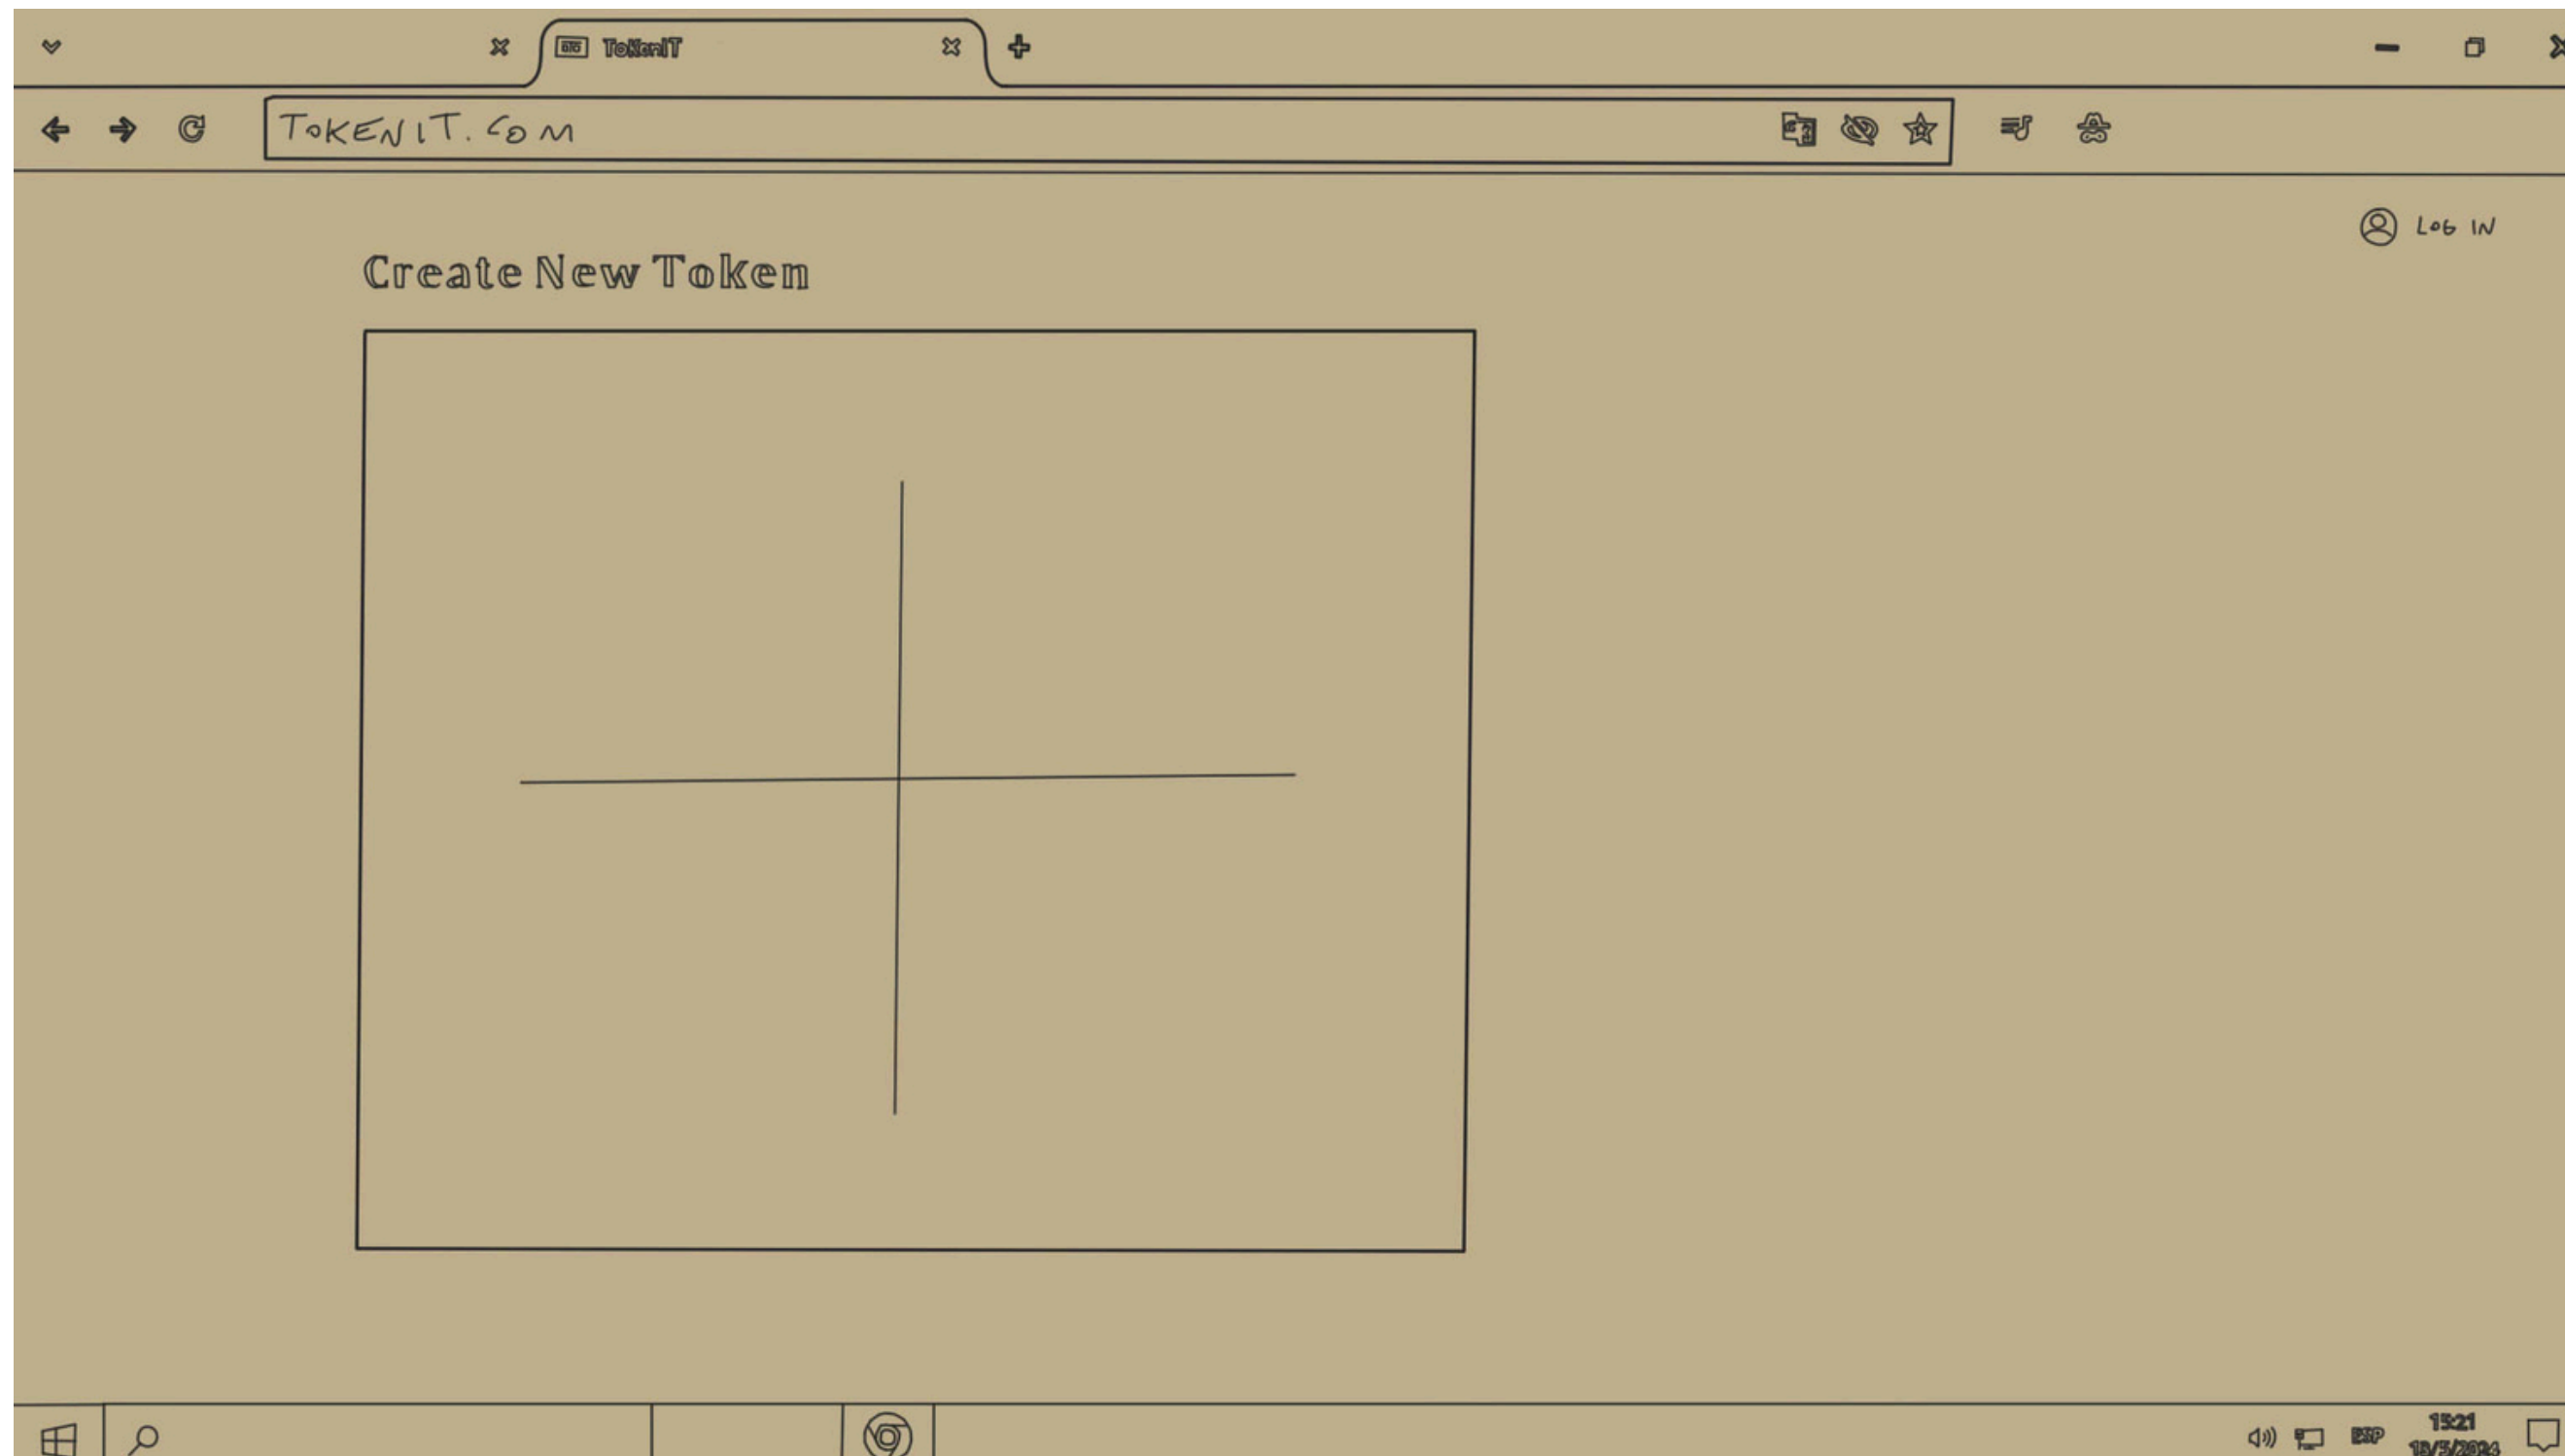 ToKenIT
TOKENIT.COM
LOG IN
Create New Token
15:21
ESP